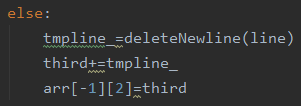 else:
    tmpline_=deleteNewline(line)
    third+=tmpline_
    arr[-1][2]=third